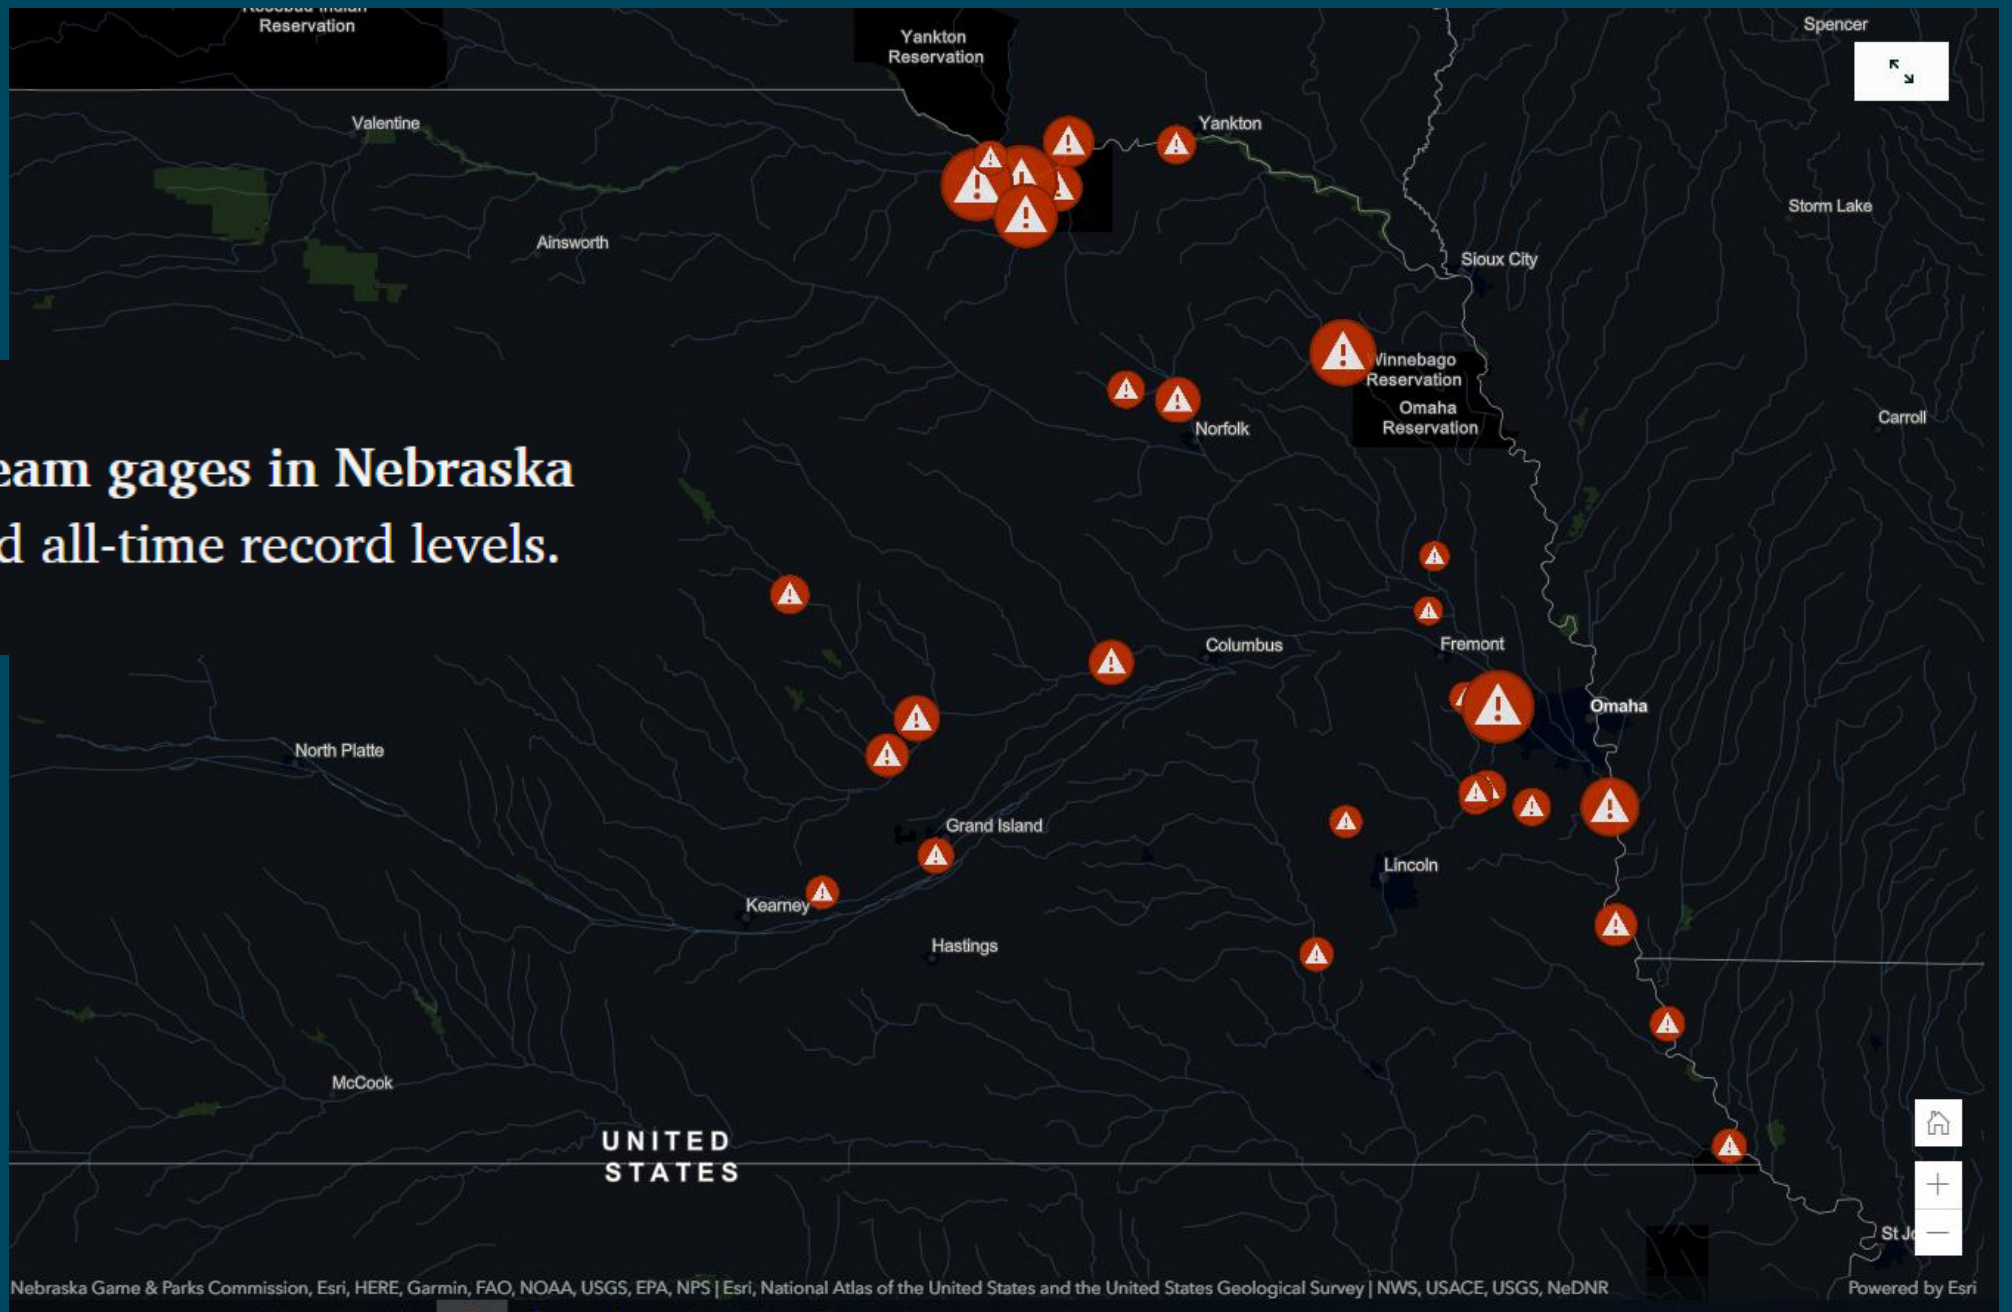 Reservation
Yankton
Reservation
Spencer
Valentine
Yankton
Storm Lake
Ainsworth
Sioux City
Winnebago
Reservation
Omaha
Reservation
Carroll
Norfolk
gages in Nebraska
all-time record levels.
Columbus
Fremont
Omaha
North Platte
Grand Island
Lincoln
Kearney
Hastings
McCook
UNITED
STATES
St
Nebraska Game & Parks Commission, Esri, HERE, Garmin, FAO, NOAA, USGS, EPA, NPS | Esri, National Atlas of the United States and the United States Geological Survey | NWS, USACE, USGS, NeDNR
Powered by Esri